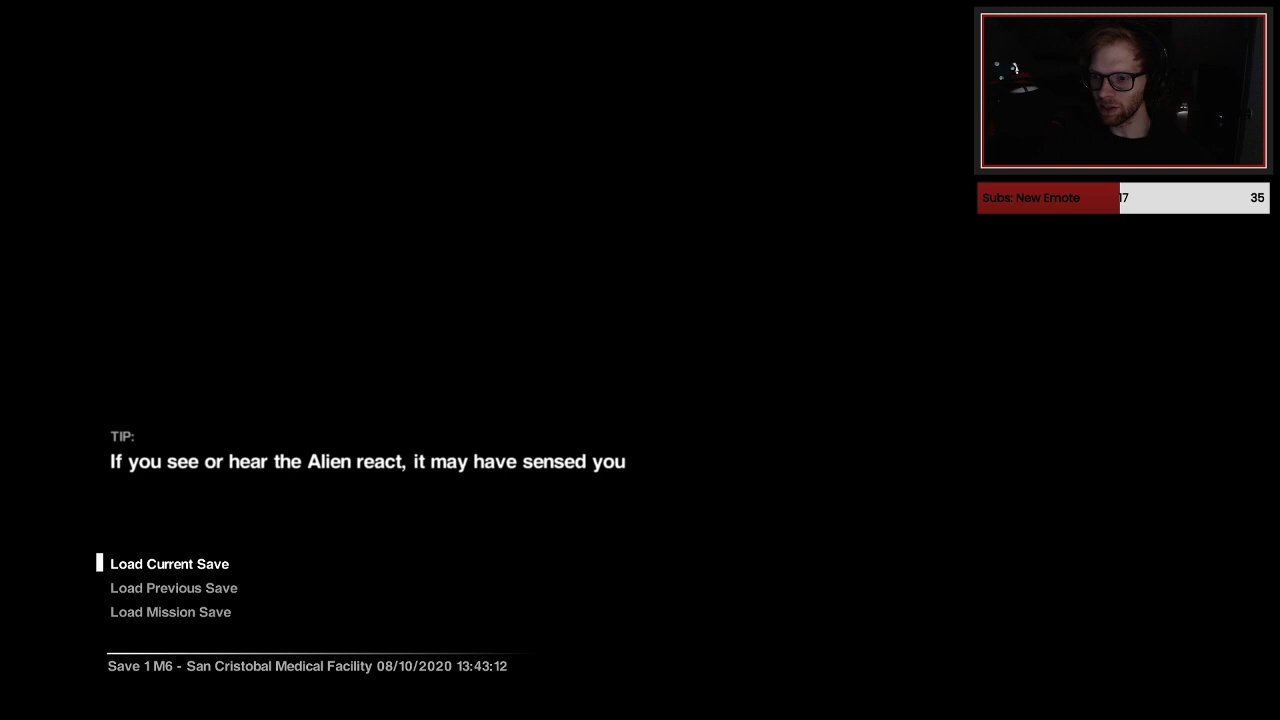 Subs: New Emote 17 35
TIP:
If you see or hear the Alien react, it may have sensed you
Load Current Save
Load Previous Save
Load Mission Save
Save 1 M6 - San Cristobal Medical Facility 08/10/2020 13:43:12